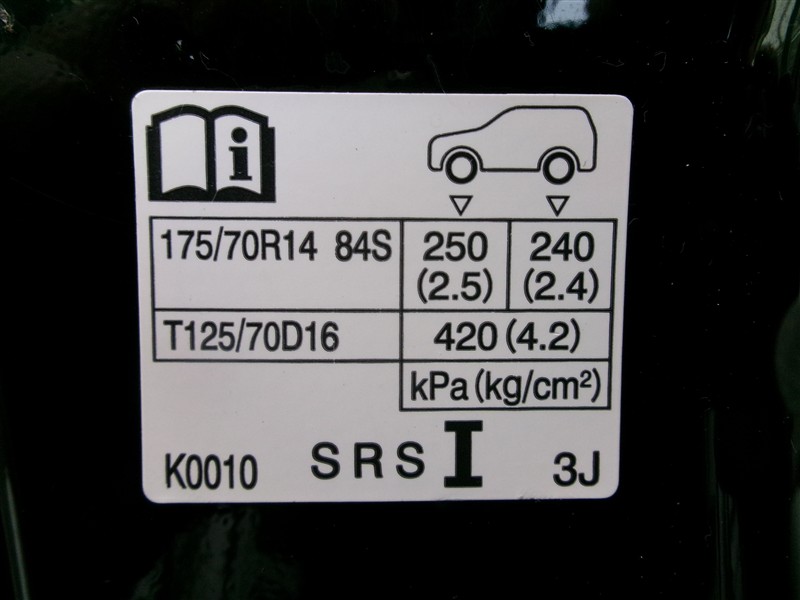 i
175/70R14 84S 250 240
(2.5) (2.4)
T125/70D16 420 (4.2)
kPa (kg/cm²)
K0010 SRS I 3J